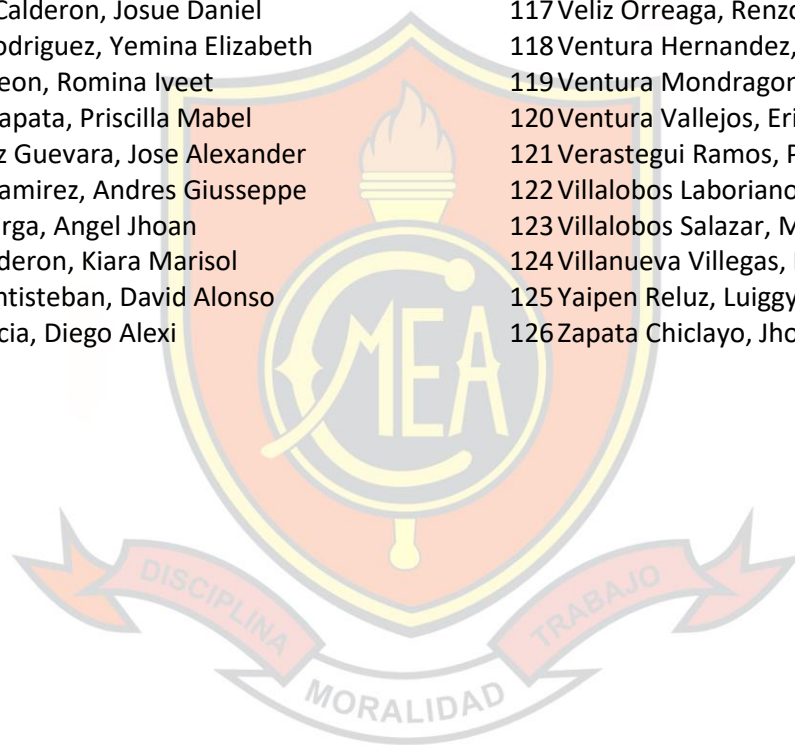 Calderon, Josue Daniel
odriguez, Yemina Elizabeth
eon, Romina Iveet
apata, Priscilla Mabel
z Guevara, Jose Alexander
amirez, Andres Giusseppe
rga, Angel Jhoan
deron, Kiara Marisol
ntisteban, David Alonso
cia, Diego Alexi
117 Veliz Orreaga, Renzo
118 Ventura Hernandez,
119 Ventura Mondragon
120 Ventura Vallejos, Eri
121 Verastegui Ramos,
122 Villalobos Laboriano
123 Villalobos Salazar, M
124 Villanueva Villegas,
125 Yaipen Reluz, Luiggy
126 Zapata Chiclayo, Jho
CMEA
DISCIPLINA
MORALIDAD
TRABAJO